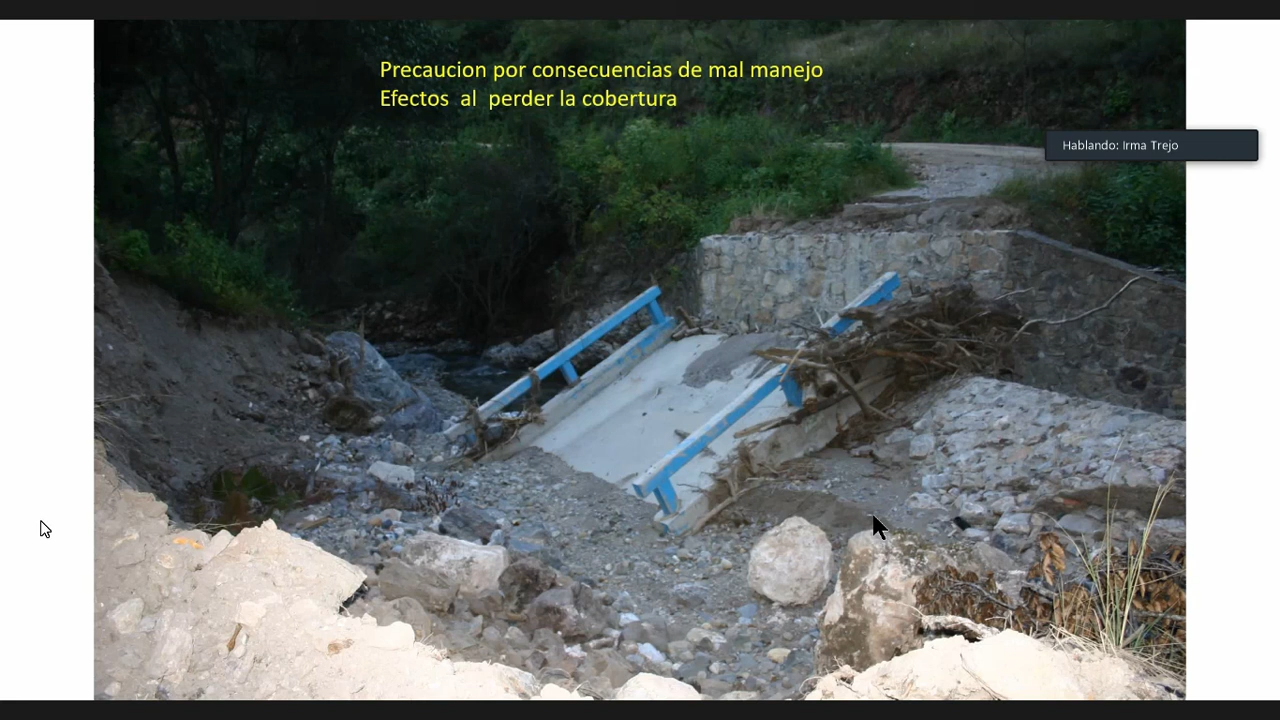 Precaucion por consecuencias de mal manejo
Efectos al perder la cobertura
Hablando: Irma Trejo